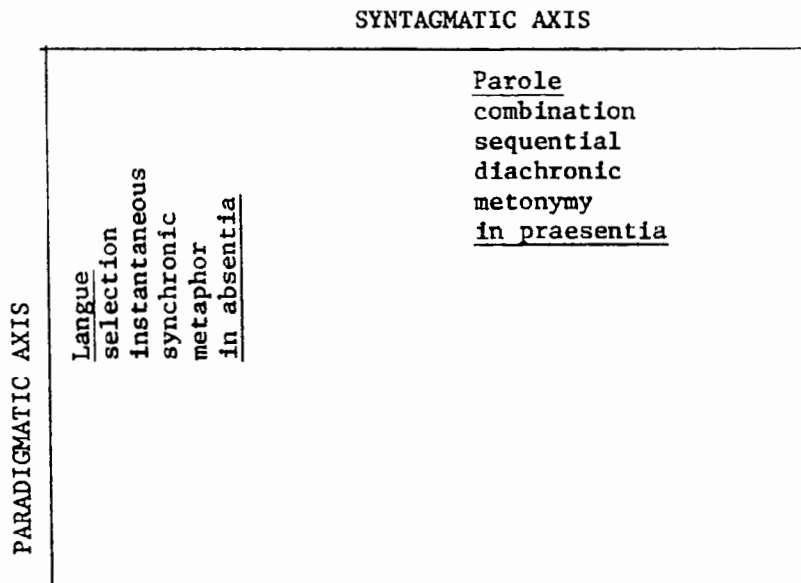 SYNTAGMATIC AXIS
Parole
combination
sequential
diachronic
metonymy
in praesentia
PARADIGMATIC AXIS
Langue
selection
instantaneous
synchronic
metaphor
in absentia